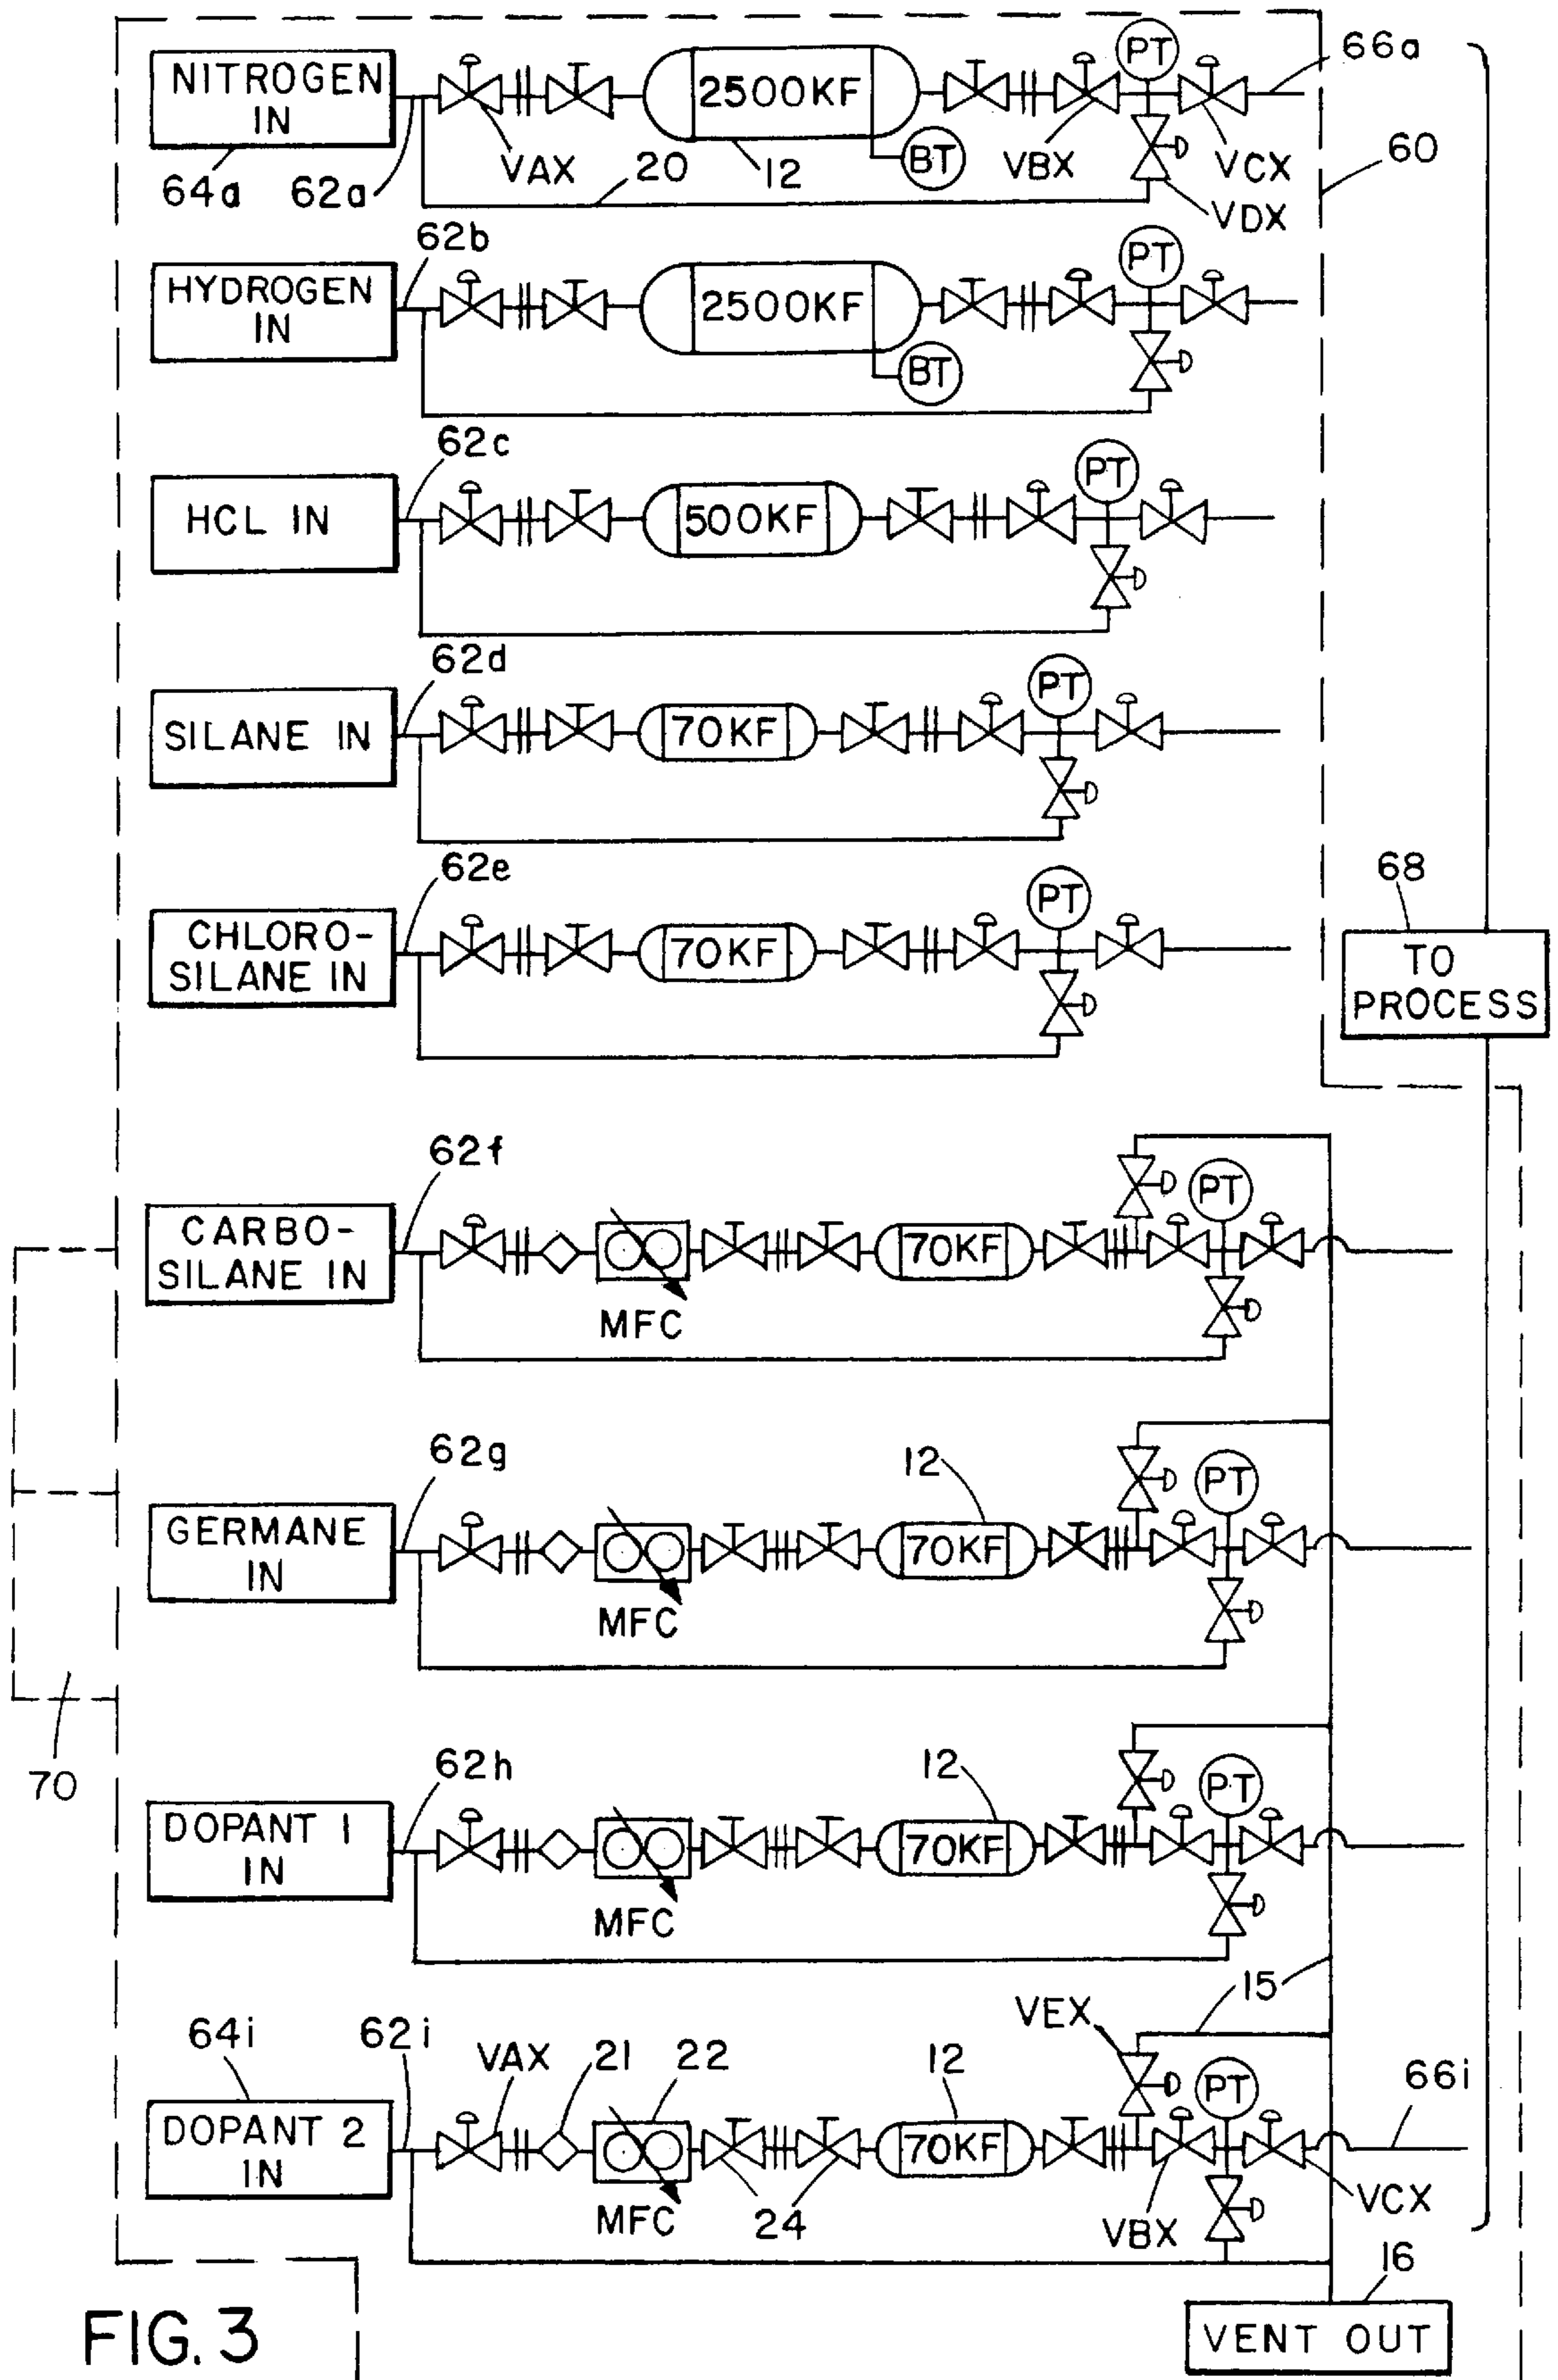 NITROGEN
IN
2500KF
PT
66a
64a
62a
VAX
20
12
BT
VBX
VCX
60
VDX
62b
HYDROGEN
IN
2500KF
PT
BT
62c
HCL IN
500KF
PT
62d
SILANE IN
70KF
PT
62e
CHLORO-
SILANE IN
70KF
PT
68
TO
PROCESS
62f
CARBO-
SILANE IN
MFC
70KF
PT
62g
GERMANE
IN
MFC
12
70KF
PT
70
62h
DOPANT 1
IN
MFC
12
70KF
PT
15
64i
62i
VAX
21
22
12
VEX
PT
66i
DOPANT 2
IN
MFC
24
70KF
VBX
VCX
16
VENT OUT
FIG. 3